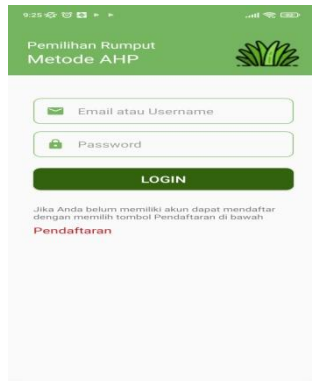 9:25
Pemilihan Rumput
Metode AHP
Email atau Username
Password
LOGIN
Jika Anda belum memiliki akun dapat mendaftar
dengan memilih tombol Pendaftaran di bawah
Pendaftaran